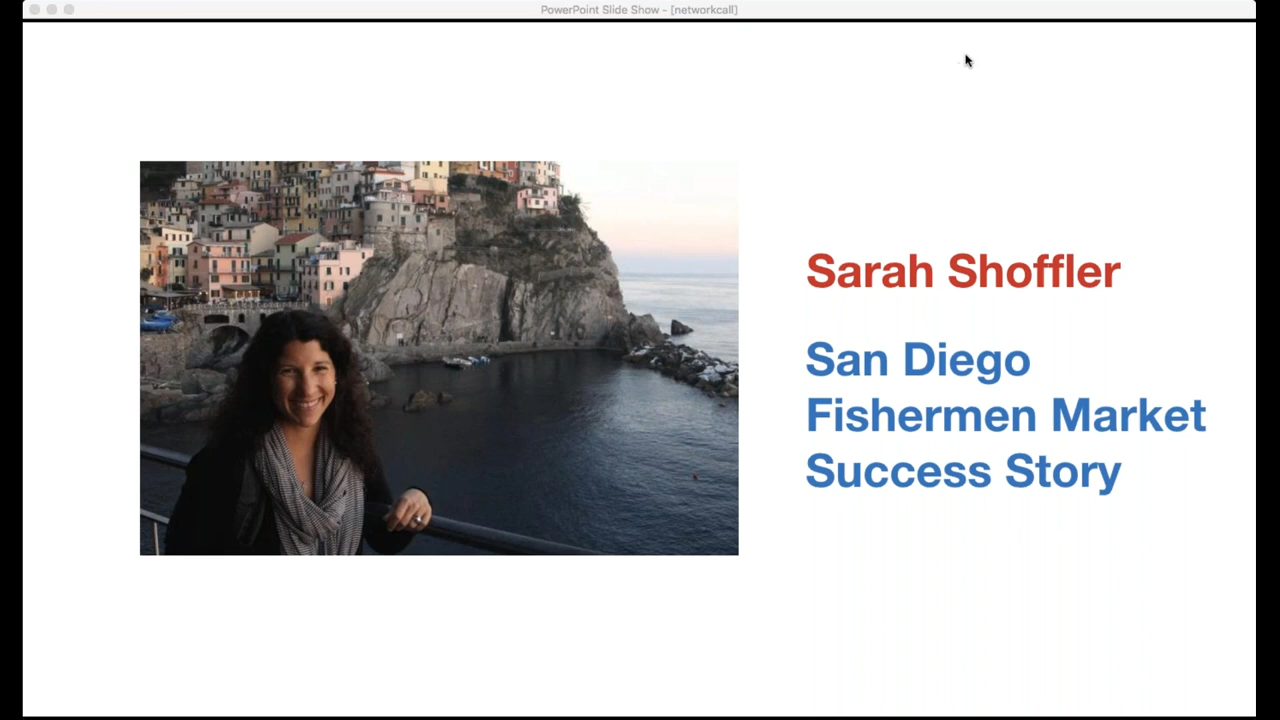 PowerPoint Slide Show - [networkcall]
Sarah Shoffler
San Diego
Fishermen Market
Success Story